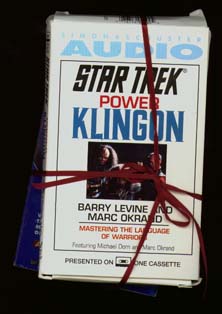 SIMON & SCHUSTER
AUDIO
STAR TREK
POWER
KLINGON
BARRY LEVINE AND
MARC OKRAND
MASTERING THE LANGUAGE
OF WARRIORS
Featuring Michael Dorn and Marc Okrand
PRESENTED ON ONE CASSETTE